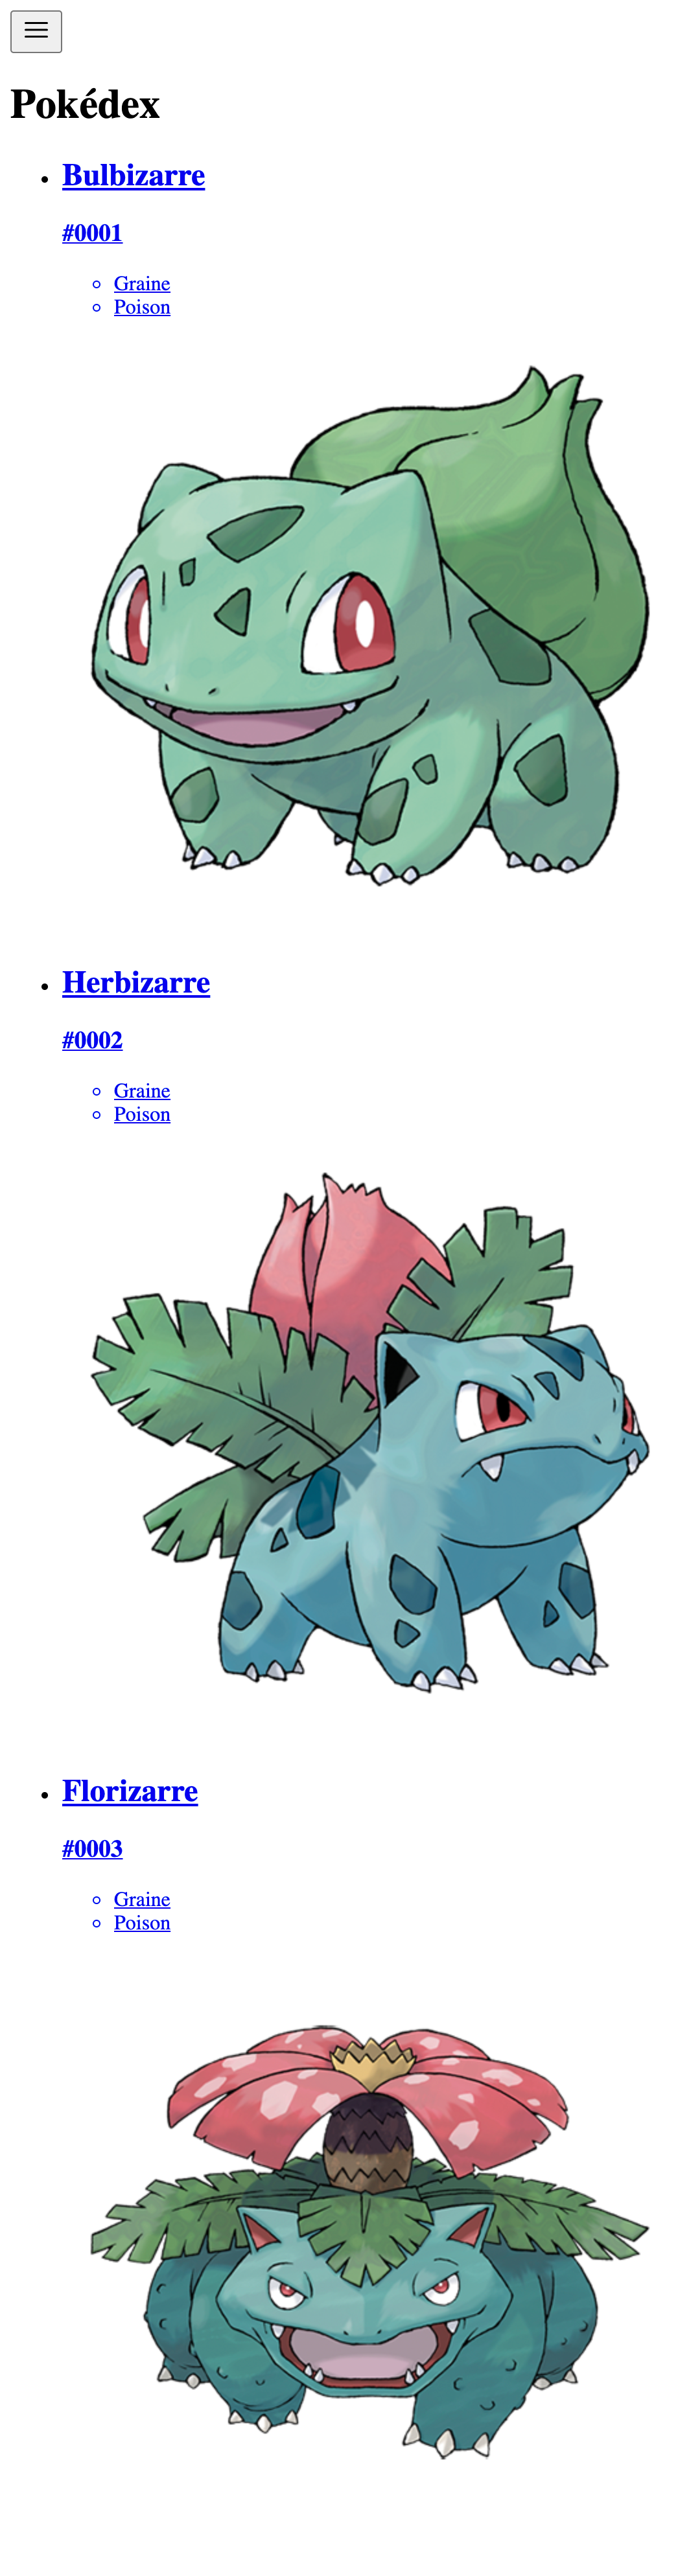 Pokédex
Bulbizarre
#0001
Graine
Poison
Herbizarre
#0002
Graine
Poison
Florizarre
#0003
Graine
Poison